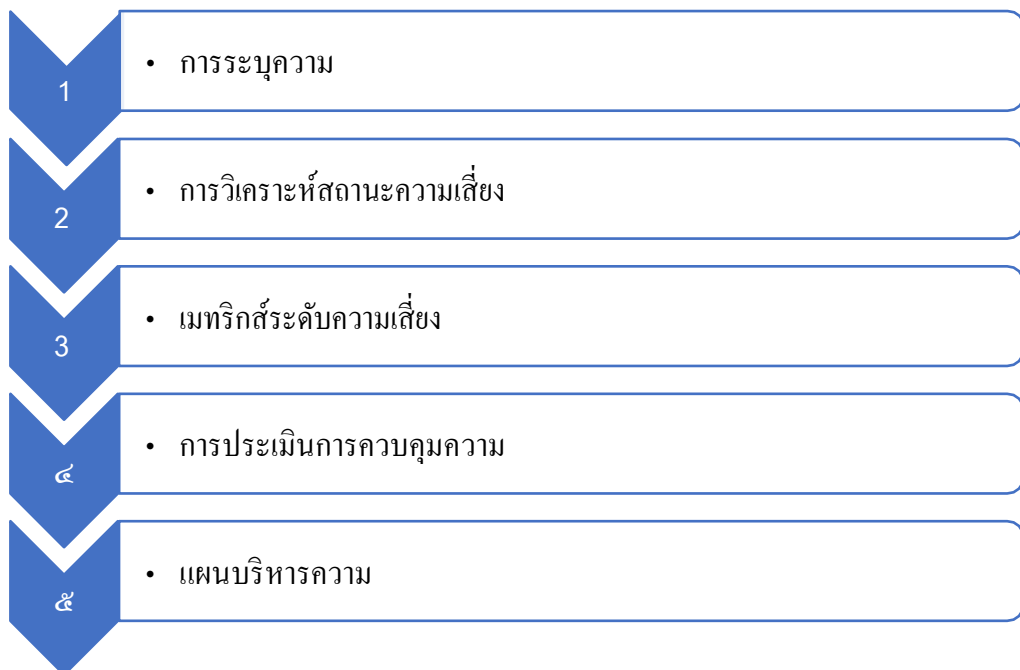 1
• การระบุความ
2
• การวิเคราะห์สถานะความเสี่ยง
3
• เมทริกส์ระดับความเสี่ยง
๔
• การประเมินการควบคุมความ
๕
• แผนบริหารความ